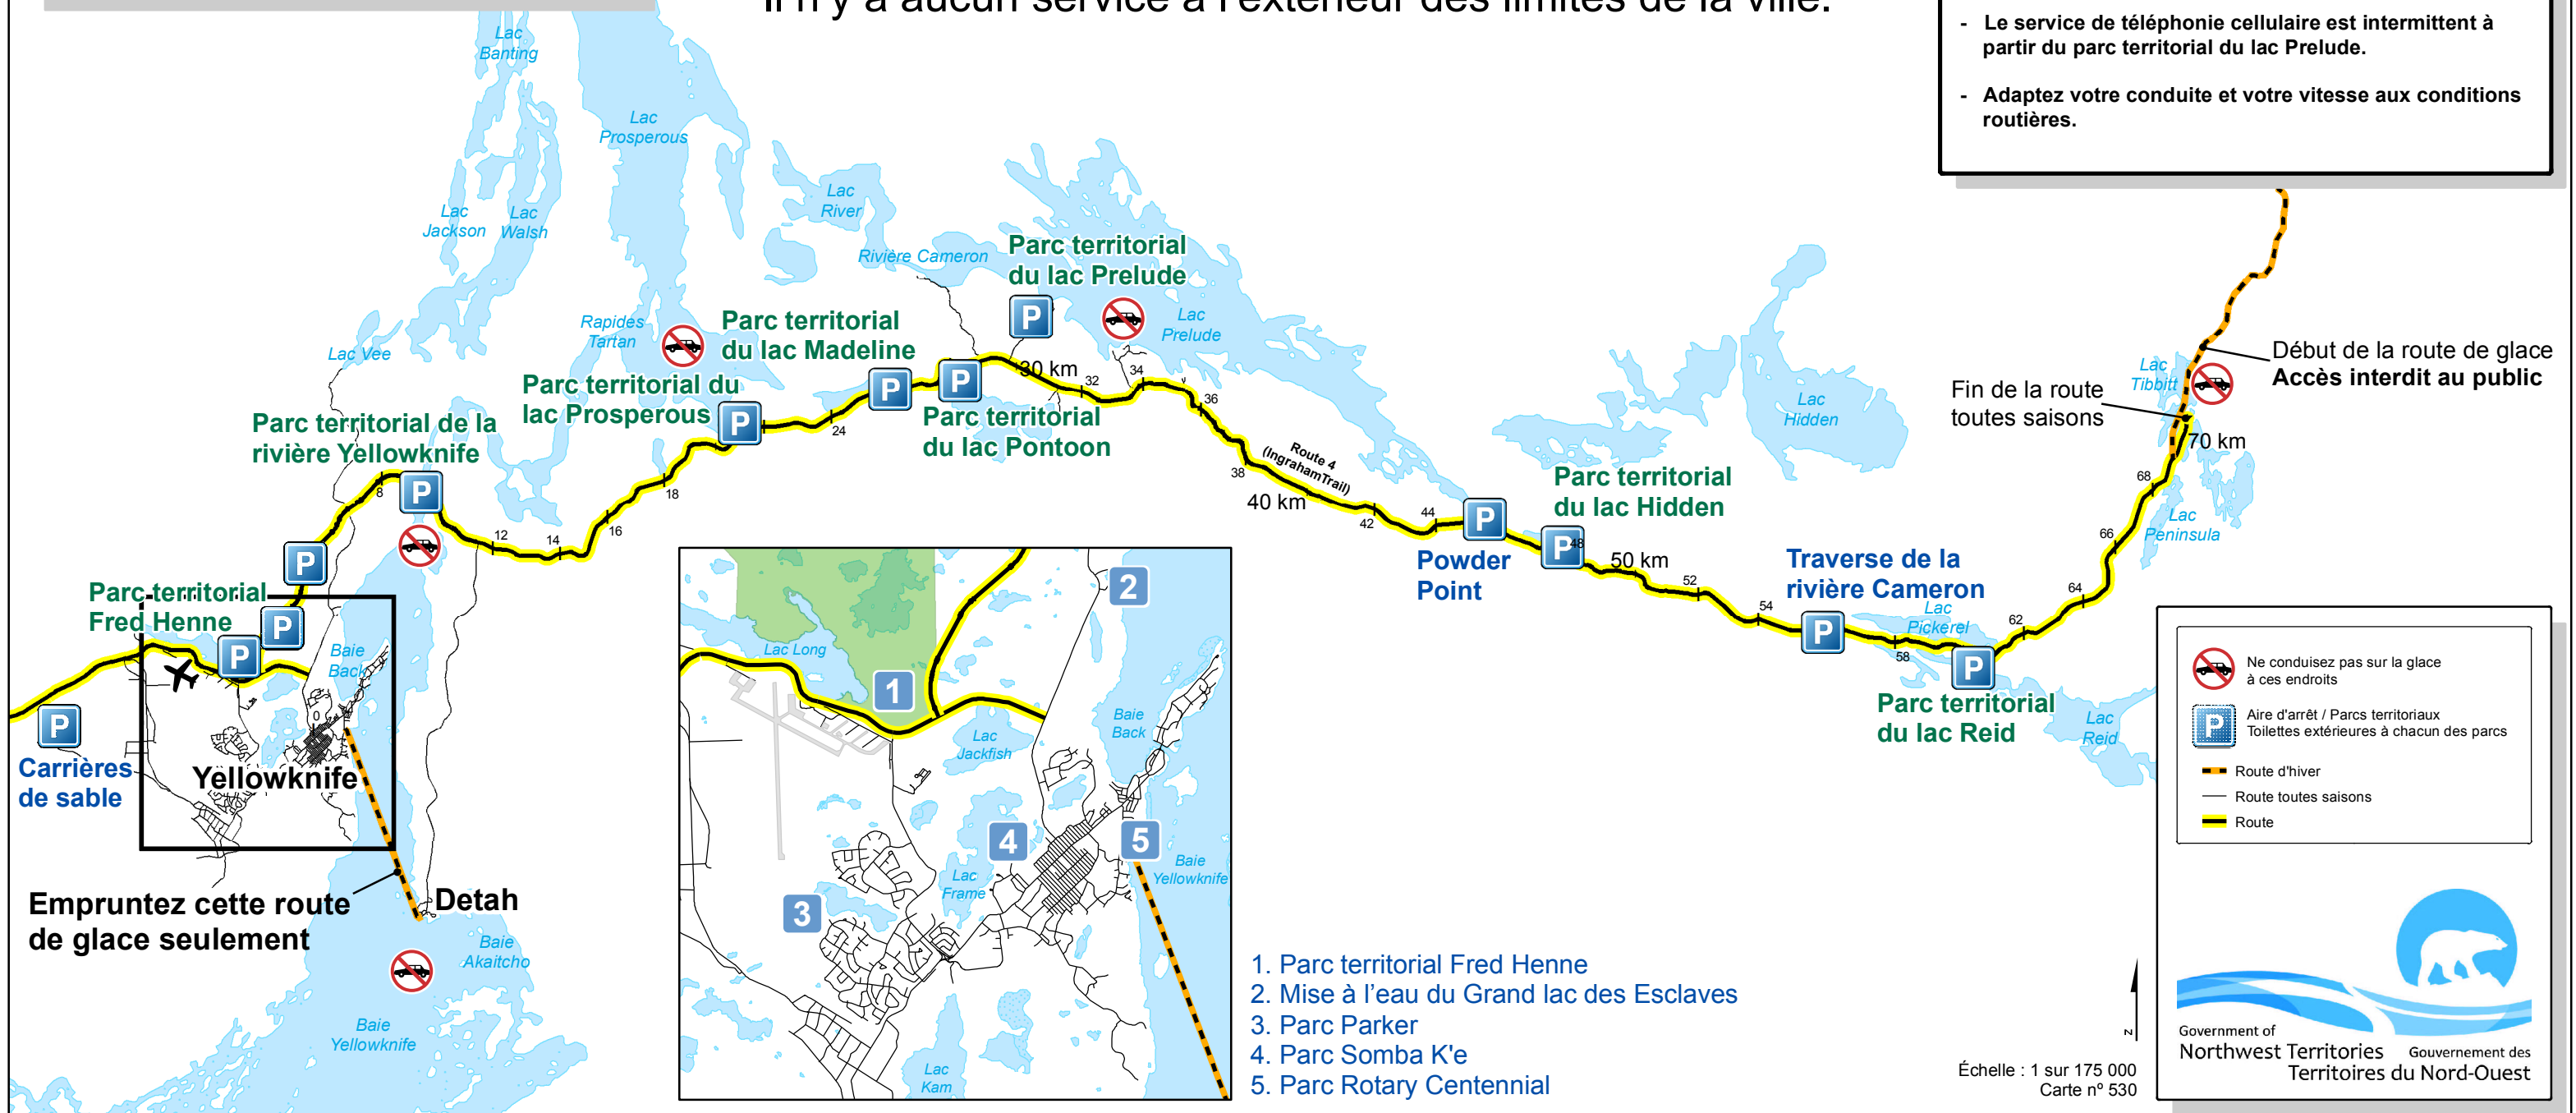 Il n'y a aucun service à l'extérieur des limites de la ville.
- Le service de téléphonie cellulaire est intermittent à
partir du parc territorial du lac Prelude.
- Adaptez votre conduite et votre vitesse aux conditions
routières.
Lac
Banting
Lac
Prosperous
Lac
Jackson
Lac
Walsh
Lac
River
Rivière Cameron
Parc territorial
du lac Prelude
Lac
Prelude
Rapides
Tartan
Parc territorial
du lac Madeline
Lac Vee
Parc territorial du
lac Prosperous
Parc territorial
du lac Pontoon
Parc territorial de la
rivière Yellowknife
P
P
P
P
P
P
P
P
P
P
P
P
P
P
8
12
14
16
18
24
30 km
32
34
36
38
40 km
42
44
48
50 km
52
54
58
62
64
66
68
70 km
Route 4
(IngrahamTrail)
Lac
Hidden
Parc territorial
du lac Hidden
Powder
Point
Traverse de la
rivière Cameron
Lac
Pickerel
Parc territorial
du lac Reid
Lac
Reid
Lac
Peninsula
Lac
Tibbitt
Fin de la route
toutes saisons
Début de la route de glace
Accès interdit au public
Parc territorial
Fred Henne
Baie
Back
Carrières
de sable
Yellowknife
Empruntez cette route
de glace seulement
Detah
Baie
Akaitcho
Baie
Yellowknife
Lac Long
1
2
3
4
5
Lac
Jackfish
Baie
Back
Lac
Frame
Baie
Yellowknife
Lac
Kam
1. Parc territorial Fred Henne
2. Mise à l’eau du Grand lac des Esclaves
3. Parc Parker
4. Parc Somba K'e
5. Parc Rotary Centennial
Ne conduisez pas sur la glace
à ces endroits
P
Aire d'arrêt / Parcs territoriaux
Toilettes extérieures à chacun des parcs
Route d'hiver
Route toutes saisons
Route
Government of
Northwest Territories
Gouvernement des
Territoires du Nord-Ouest
N
Échelle : 1 sur 175 000
Carte nº 530